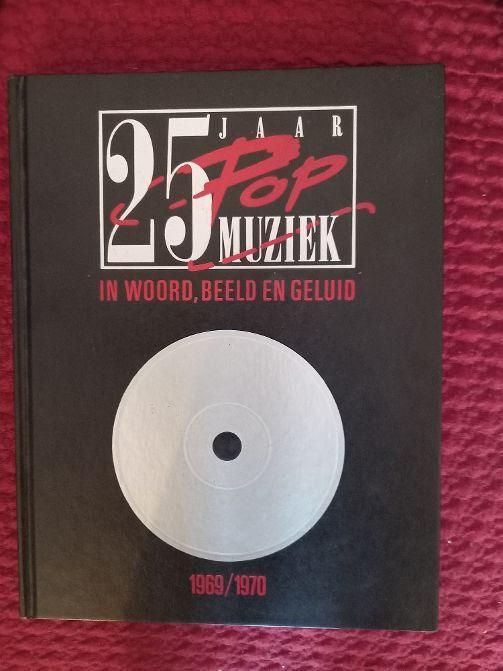 25 JAAR
Pop
MUZIEK
IN WOORD, BEELD EN GELUID
1969/1970